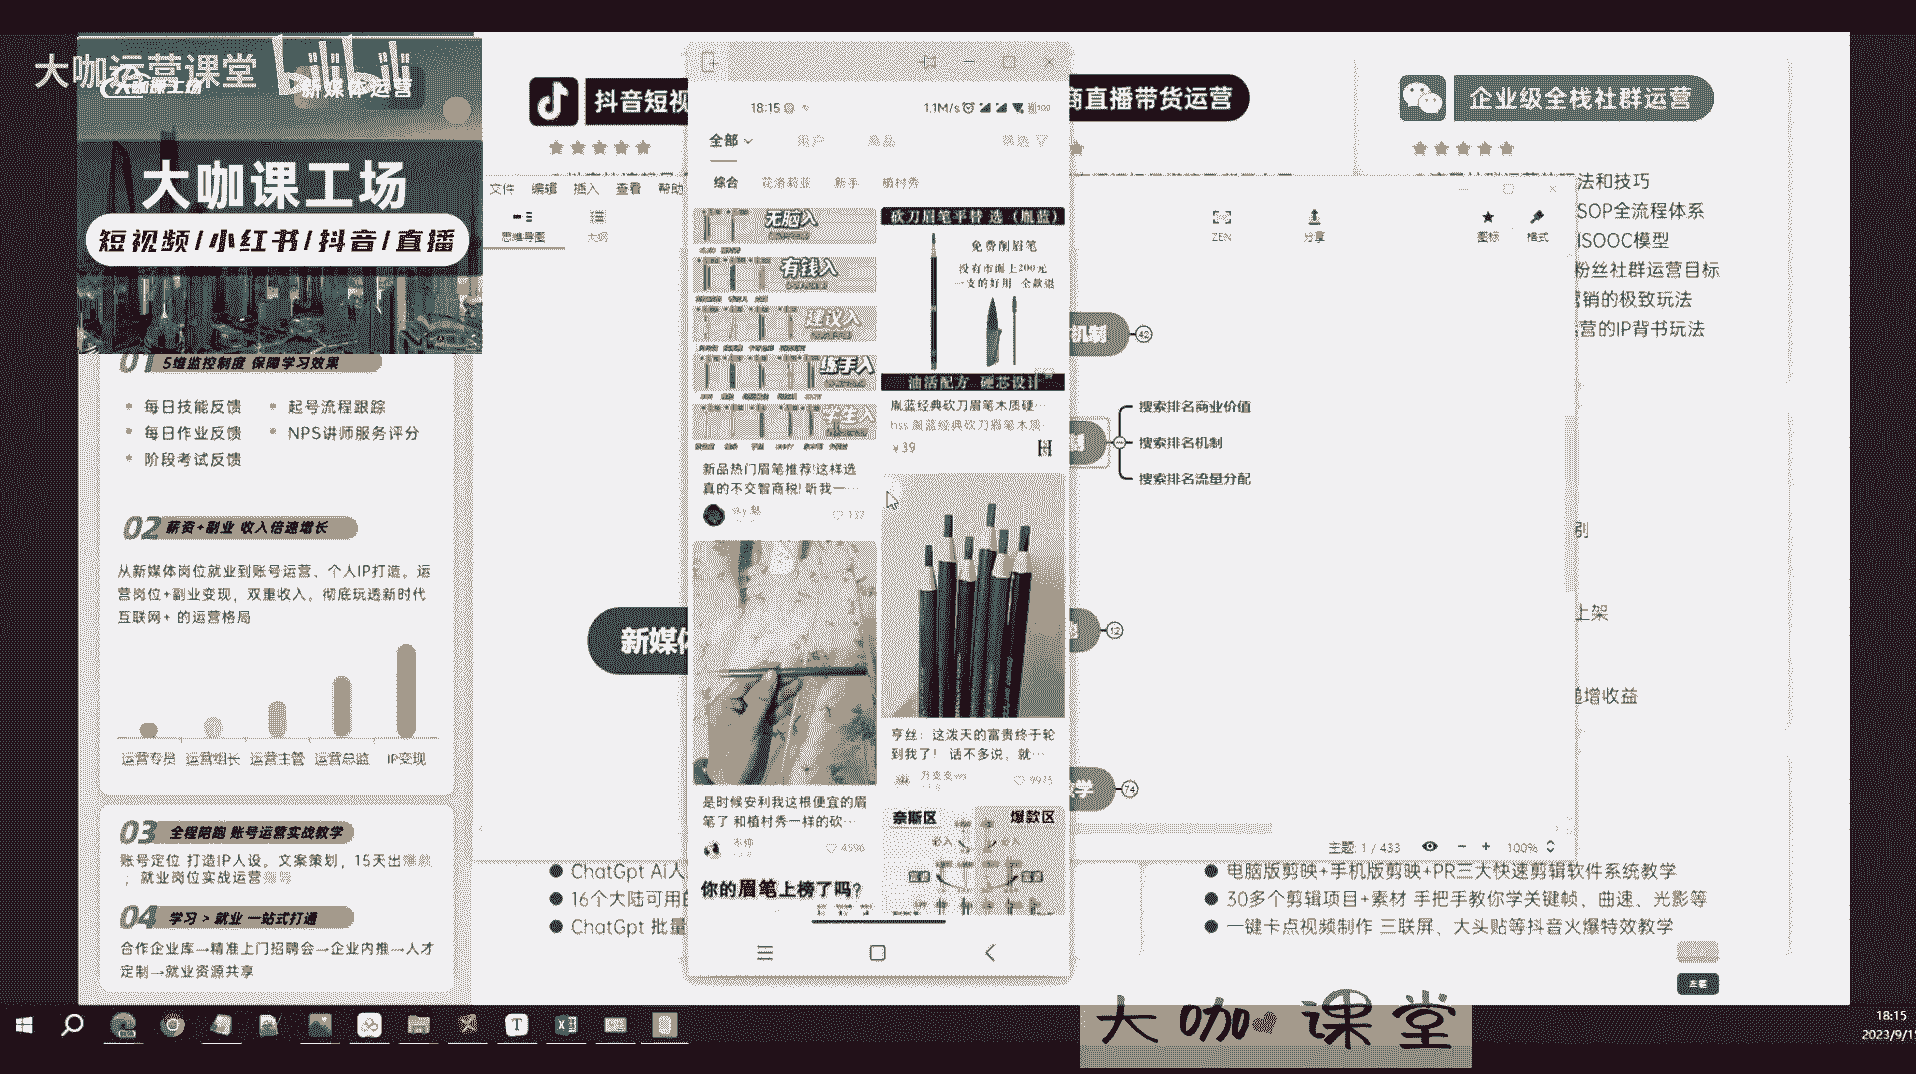 大咖运营课堂
bilibili
大咖课工场
新媒体运营
大咖课工场
短视频/小红书/抖音/直播
01 5维监控制度 保障学习效果
每日技能反馈
起号流程跟踪
每日作业反馈
NPS讲师服务评分
阶段考试反馈
02 薪资+副业 收入倍速增长
从新媒体岗位就业到账号运营、个人IP打造。运
营岗位+副业变现，双重收入。彻底玩透新时代
互联网+ 的运营格局
运营专员 运营组长 运营主管 运营总监 IP变现
03 全程陪跑 账号运营实战教学
账号定位 打造IP人设。文案策划，15天出爆款
；就业岗位实战运营
04 学习 > 就业 一站式打通
合作企业库→精准上门招聘会→企业内推→人才
定制→就业资源共享
抖音短视
商直播带货运营
企业级全栈社群运营
法和技巧
SOP全流程体系
ISOOC模型
粉丝社群运营目标
营销的极致玩法
运营的IP背书玩法
文件 编辑 插入 查看 帮助
思维导图
大纲
ZEN
分享
图标
格式
新媒体
机制
42
搜索排名商业价值
搜索排名机制
搜索排名流量分配
12
学
74
上架
增收益
主题: 1 / 433
100%
18:15
1.1M/s
100
全部
用户
商品
筛选
综合
花洛莉亚
新手
植村秀
无脑入
有钱入
建议入
练手入
学生入
新品热门眉笔推荐!这样选
真的不交智商税! 听我一…
137
砍刀眉笔平替 选（胤蓝）
免费削眉笔
没有市面上200元
一支的好用 全款退
油活配方 硬芯设计
胤蓝经典砍刀眉笔木质硬…
hss 胤蓝经典砍刀眉笔木质…
￥39
是时候安利我这根便宜的眉
笔了 和植村秀一样的砍…
4596
亨丝：这泼天的富贵终于轮
到我了！ 话不多说，就…
9975
你的眉笔上榜了吗?
奈斯区
爆款区
ChatGpt AI人
16个大陆可用的
ChatGpt 批量
电脑版剪映+手机版剪映+PR三大快速剪辑软件系统教学
30多个剪辑项目+素材 手把手教你学关键帧、曲速、光影等
一键卡点视频制作 三联屏、大头贴等抖音火爆特效教学
大咖课堂
18:15
2023/9/1